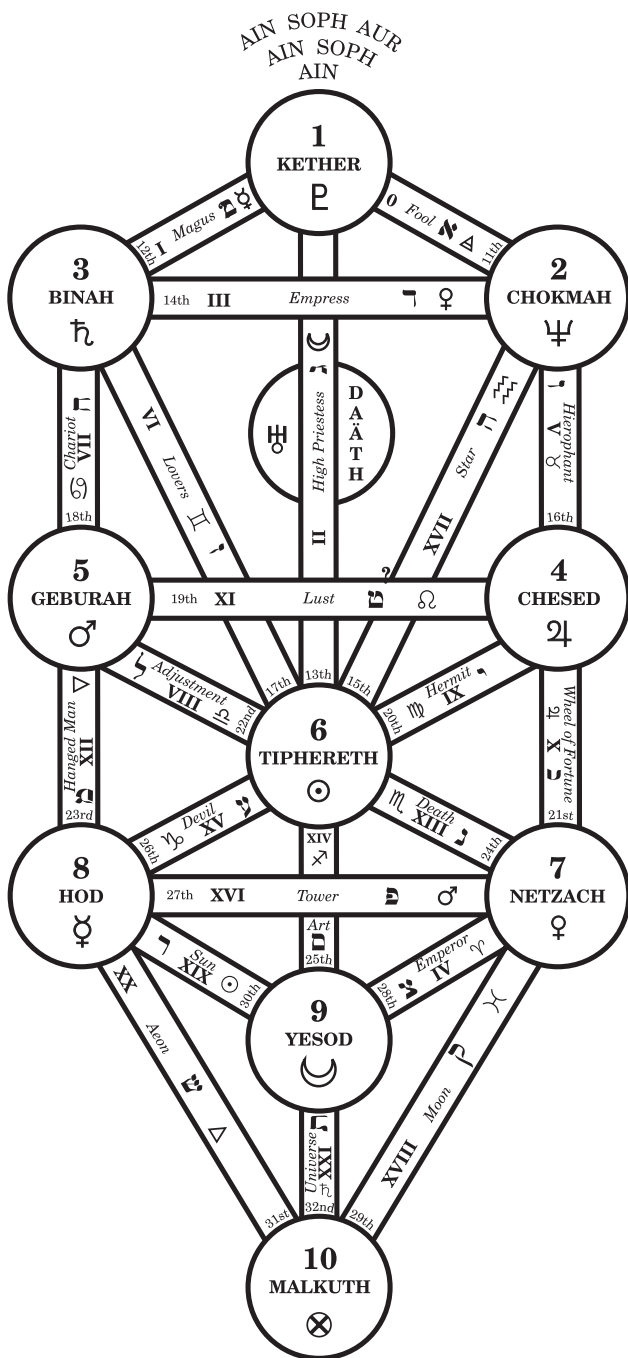 AIN SOPH AUR
AIN SOPH
AIN
1
KETHER
♇
12th I Magus ב ☿
0 Fool א 🜁 11th
3
BINAH
♄
2
CHOKMAH
♆
14th III Empress ד ♀
☽ ג High Priestess II 13th
♅ DAÄTH
18th ♋ Chariot VII ח
VI Lovers ♊ ז 17th
15th XVII Star ה ♒
ו Hierophant V ♉ 16th
5
GEBURAH
♂
4
CHESED
♃
19th XI Lust ט ? ♌
ל Adjustment VIII ♎ 22nd
20th ♍ Hermit IX י
6
TIPHERETH
☉
23rd מ Hanged Man XII 🜄
♃ Wheel of Fortune X כ 21st
26th ♑ Devil XV ע
♏ Death XIII נ 24th
8
HOD
☿
7
NETZACH
♀
XIV ♐ Art ס 25th
27th XVI Tower פ ♂
ר Sun XIX ☉ 30th
28th צ Emperor IV ♈
9
YESOD
☽
XX Aeon ש 🜂 31st
Universe XXI ♄ ת 32nd
29th XVIII Moon ק ♓
10
MALKUTH
⊗